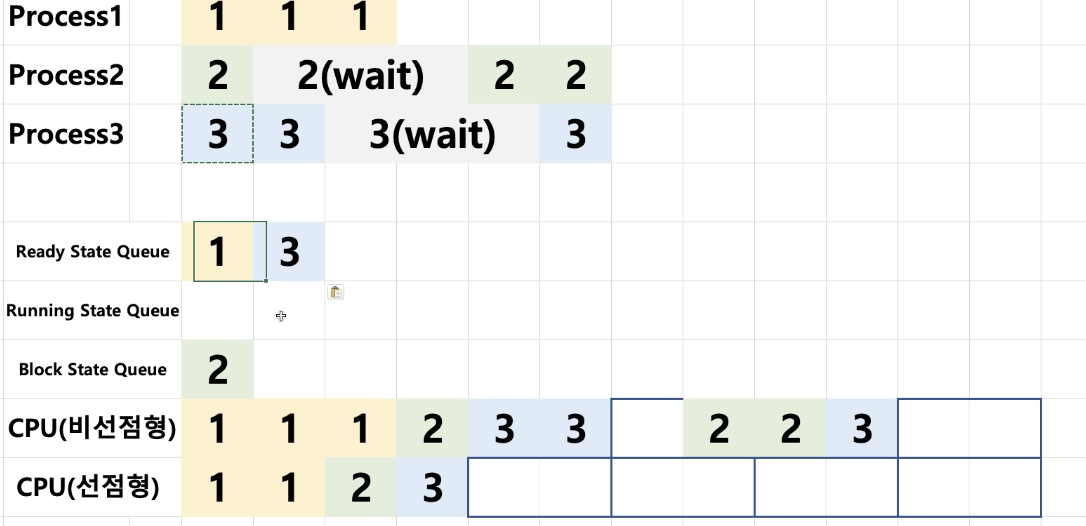 Process1 1 1 1
Process2 2 2(wait) 2 2
Process3 3 3 3(wait) 3
Ready State Queue 1 3
Running State Queue
Block State Queue 2
CPU(비선점형) 1 1 1 2 3 3 2 2 3
CPU(선점형) 1 1 2 3